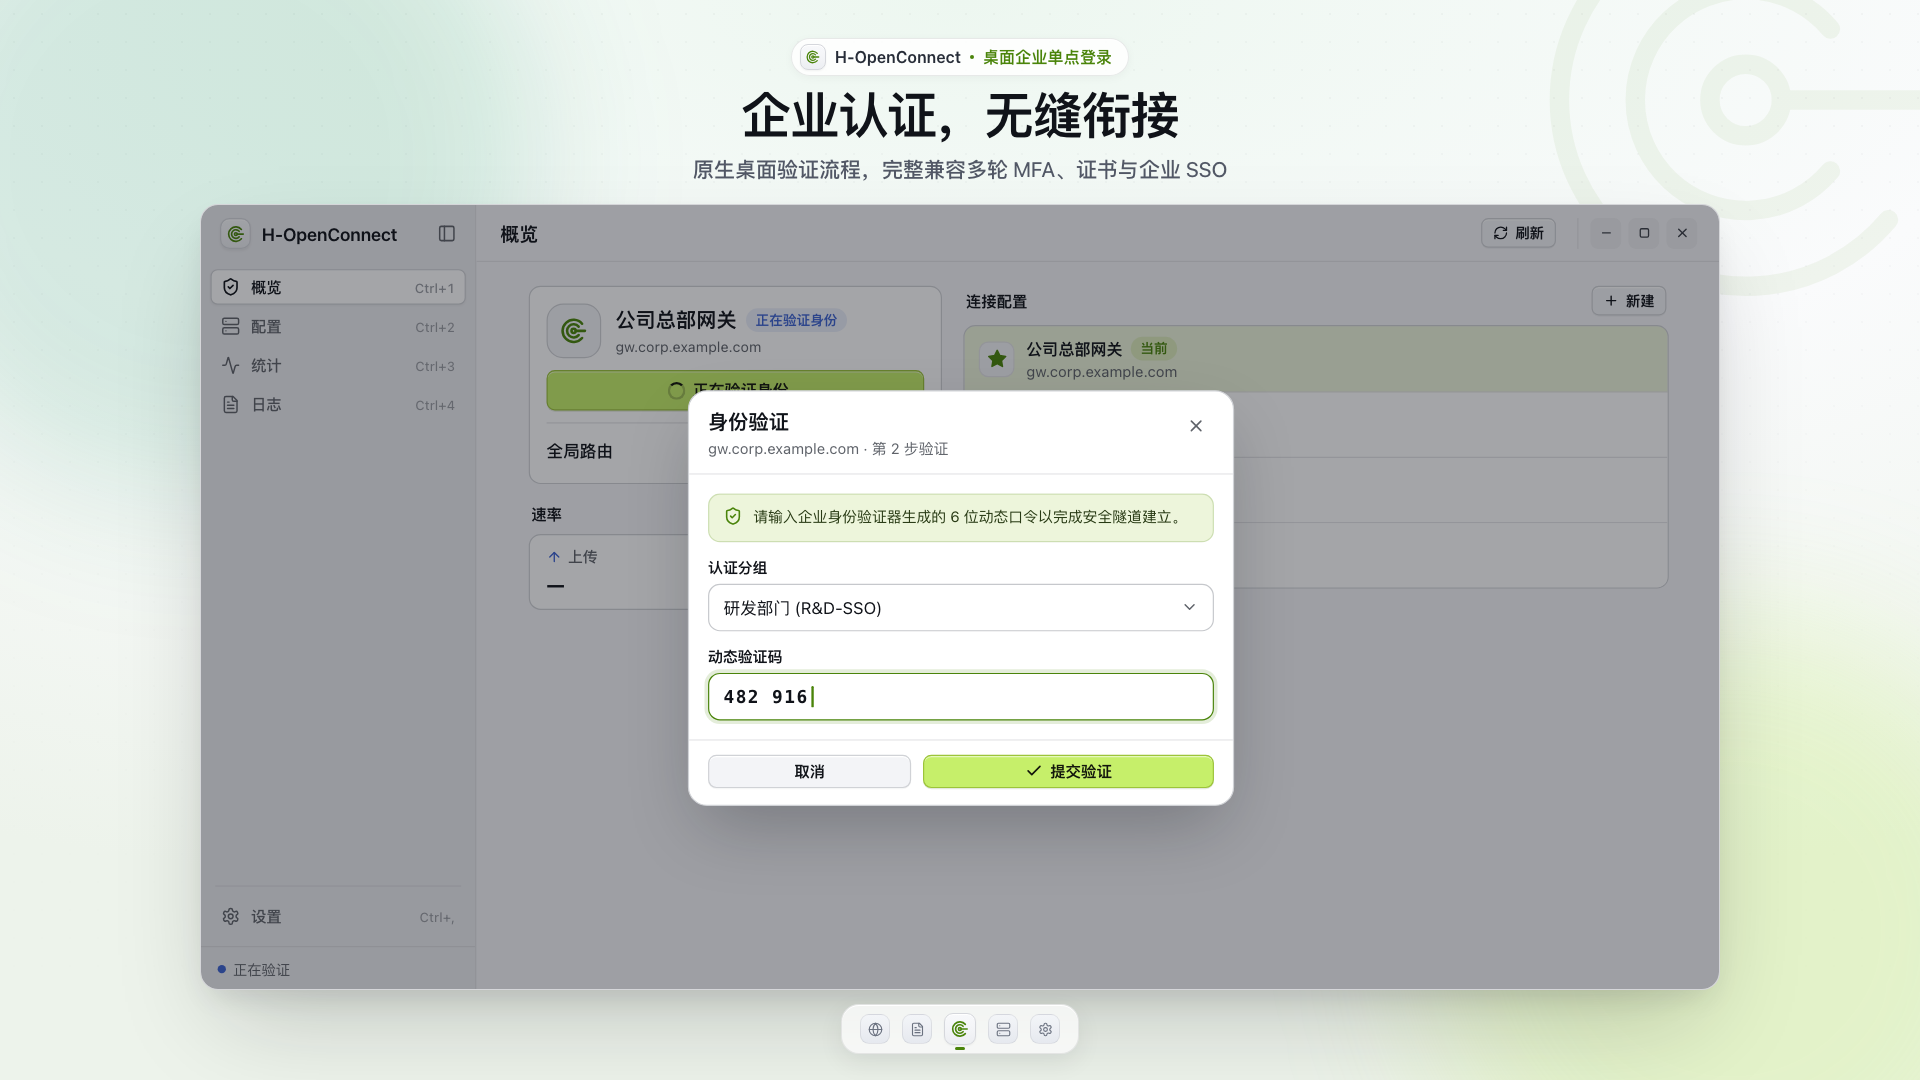 H-OpenConnect • 桌面企业单点登录
企业认证，无缝衔接
原生桌面验证流程，完整兼容多轮 MFA、证书与企业 SSO
H-OpenConnect
概览
刷新
概览 Ctrl+1
配置 Ctrl+2
统计 Ctrl+3
日志 Ctrl+4
公司总部网关 正在验证身份
gw.corp.example.com
正在验证身份
全局路由
速率
上传
—
连接配置
新建
公司总部网关 当前
gw.corp.example.com
身份验证
gw.corp.example.com · 第 2 步验证
请输入企业身份验证器生成的 6 位动态口令以完成安全隧道建立。
认证分组
研发部门 (R&D-SSO)
动态验证码
482 916
取消
提交验证
设置 Ctrl+,
正在验证